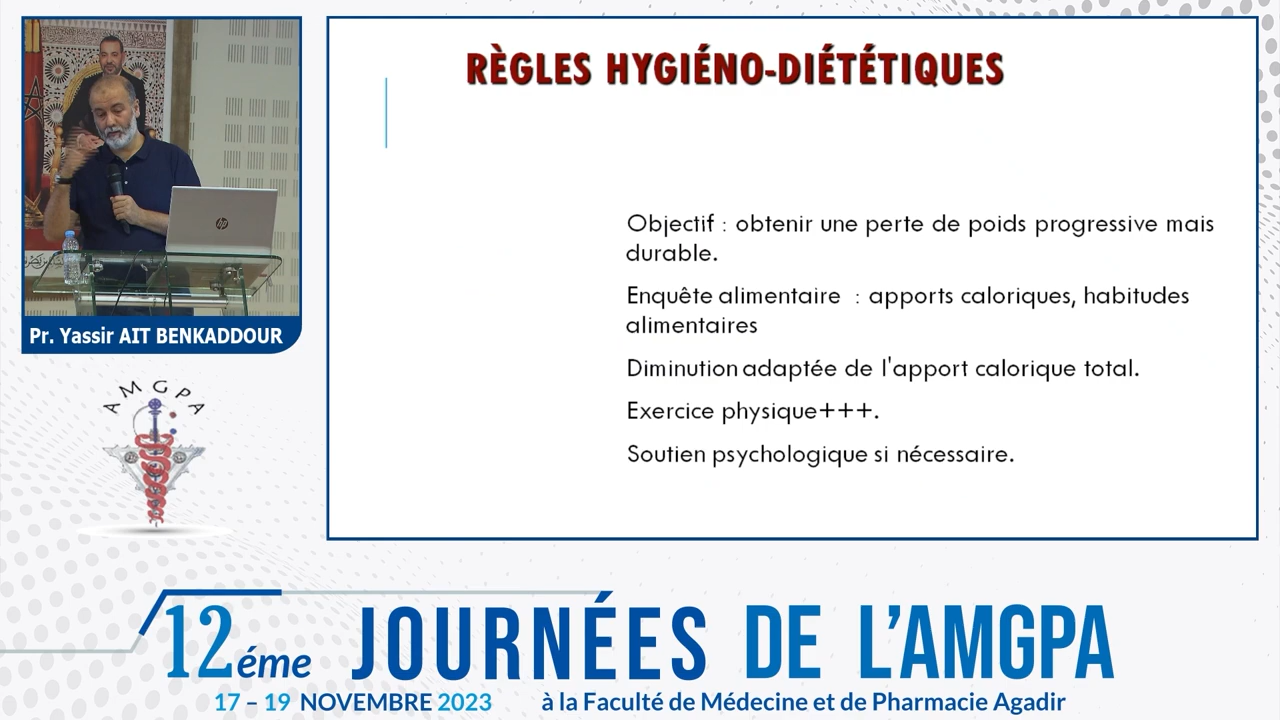 RÈGLES HYGIÉNO-DIÉTÉTIQUES
Objectif : obtenir une perte de poids progressive mais
durable.
Enquête alimentaire : apports caloriques, habitudes
alimentaires
Diminution adaptée de l'apport calorique total.
Exercice physique+++.
Soutien psychologique si nécessaire.
hp
Pr. Yassir AIT BENKADDOUR
AMGPA
12éme JOURNÉES DE L'AMGPA
17 – 19 NOVEMBRE 2023 à la Faculté de Médecine et de Pharmacie Agadir